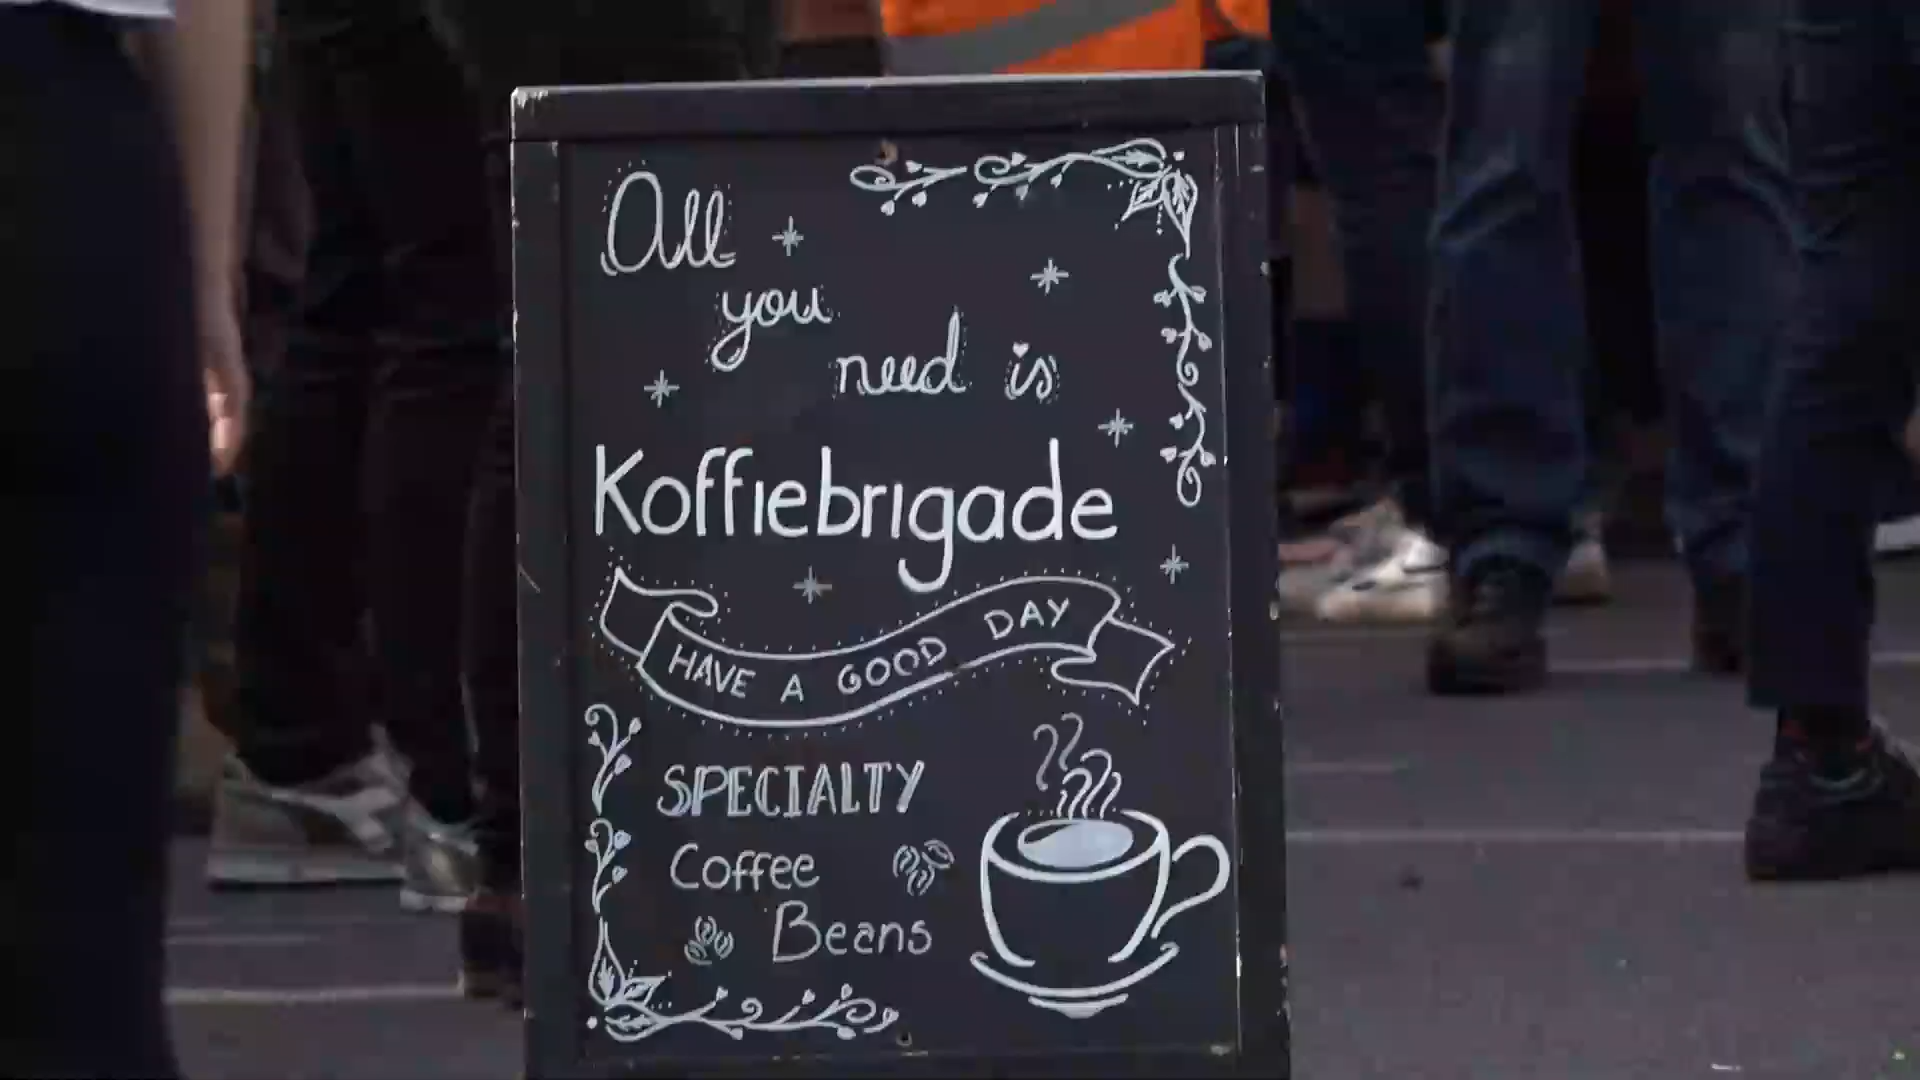 All
you
need is
Koffiebrigade
HAVE A GOOD DAY
SPECIALTY
Coffee
Beans